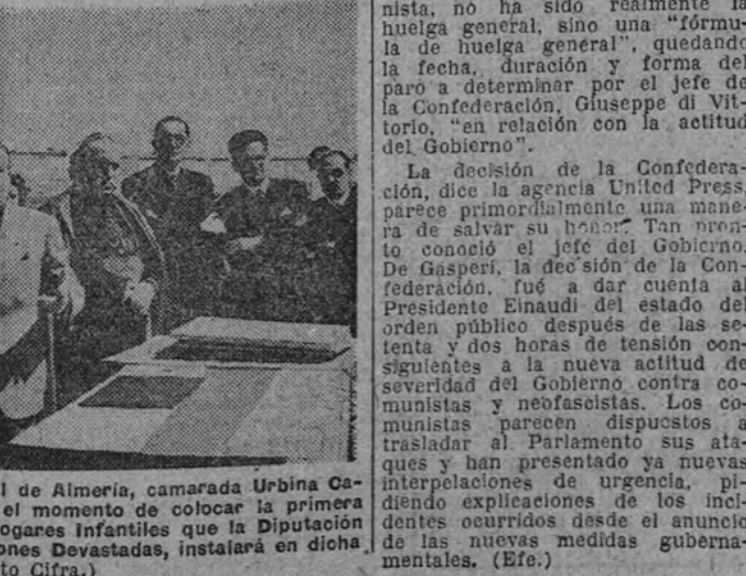 nista, no ha sido realmente la
huelga general, sino una "fórmu-
la de huelga general", quedando
la fecha, duración y forma del
paro a determinar por el jefe de
la Confederación, Giuseppe di Vit-
torio, "en relación con la actitud
del Gobierno".
La decisión de la Confedera-
ción, dice la agencia United Press,
parece primordialmente una mane-
ra de salvar su honor. Tan pron-
to conoció el jefe del Gobierno,
De Gasperi, la decisión de la Con-
federación, fué a dar cuenta al
Presidente Einaudi del estado del
orden público después de las se-
tenta y dos horas de tensión con-
siguientes a la nueva actitud de
severidad del Gobierno contra co-
munistas y neofascistas. Los co-
munistas parecen dispuestos a
trasladar al Parlamento sus ata-
ques y han presentado ya nuevas
interpelaciones de urgencia, pi-
diendo explicaciones de los inci-
dentes ocurridos desde el anuncio
de las nuevas medidas guberna-
mentales. (Efe.)
l de Almería, camarada Urbina Ca-
el momento de colocar la primera
ogares Infantiles que la Diputación
ones Devastadas, instalará en dicha
to Cifra.)